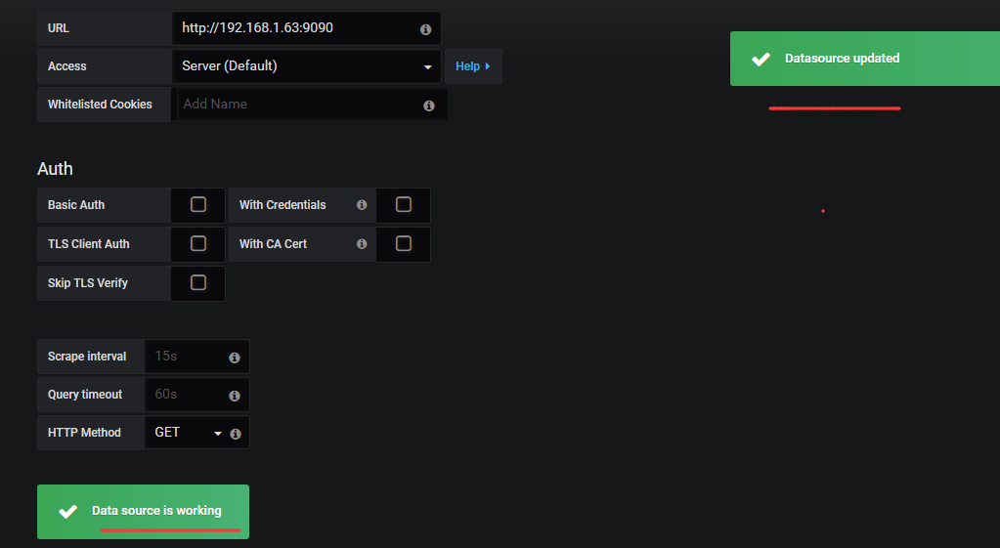 URL
http://192.168.1.63:9090
Access
Server (Default)
Help
Whitelisted Cookies
Add Name
Datasource updated
Auth
Basic Auth
With Credentials
TLS Client Auth
With CA Cert
Skip TLS Verify
Scrape interval
15s
Query timeout
60s
HTTP Method
GET
Data source is working